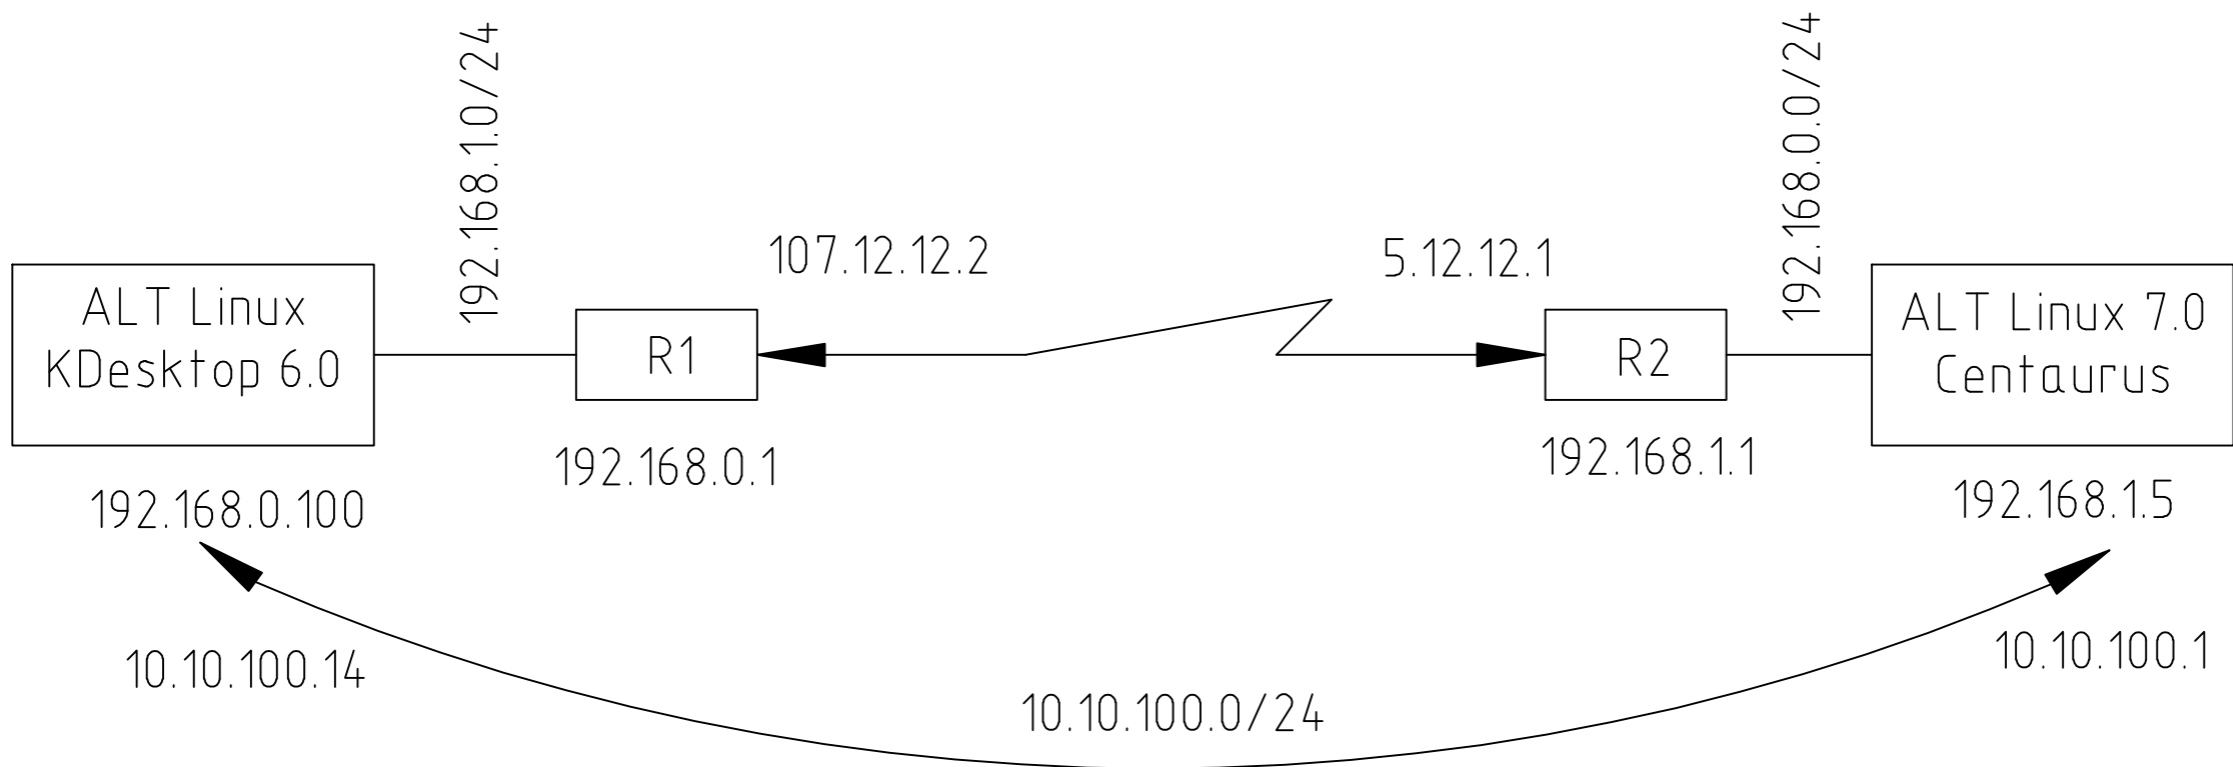 192.168.1.0/24
192.168.0.0/24
107.12.12.2
5.12.12.1
ALT Linux
KDesktop 6.0
R1
R2
ALT Linux 7.0
Centaurus
192.168.0.1
192.168.1.1
192.168.0.100
192.168.1.5
10.10.100.14
10.10.100.1
10.10.100.0/24